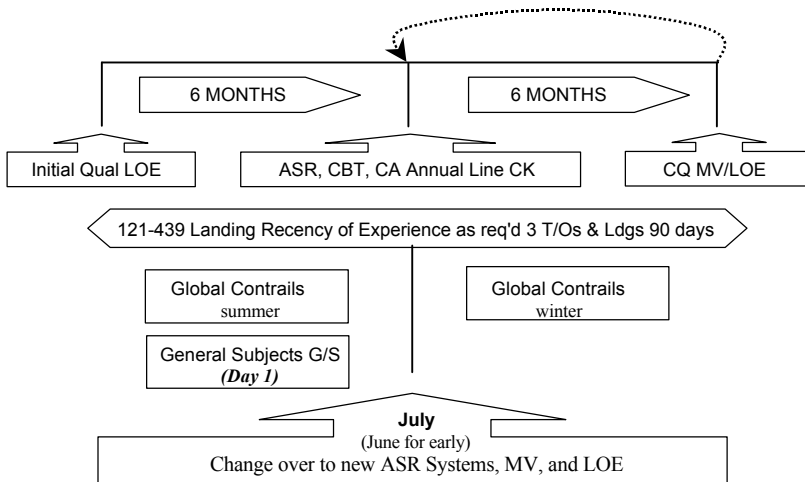 6 MONTHS
6 MONTHS
Initial Qual LOE
ASR, CBT, CA Annual Line CK
CQ MV/LOE
121-439 Landing Recency of Experience as req'd 3 T/Os & Ldgs 90 days
Global Contrails
summer
Global Contrails
winter
General Subjects G/S
(Day 1)
July
(June for early)
Change over to new ASR Systems, MV, and LOE